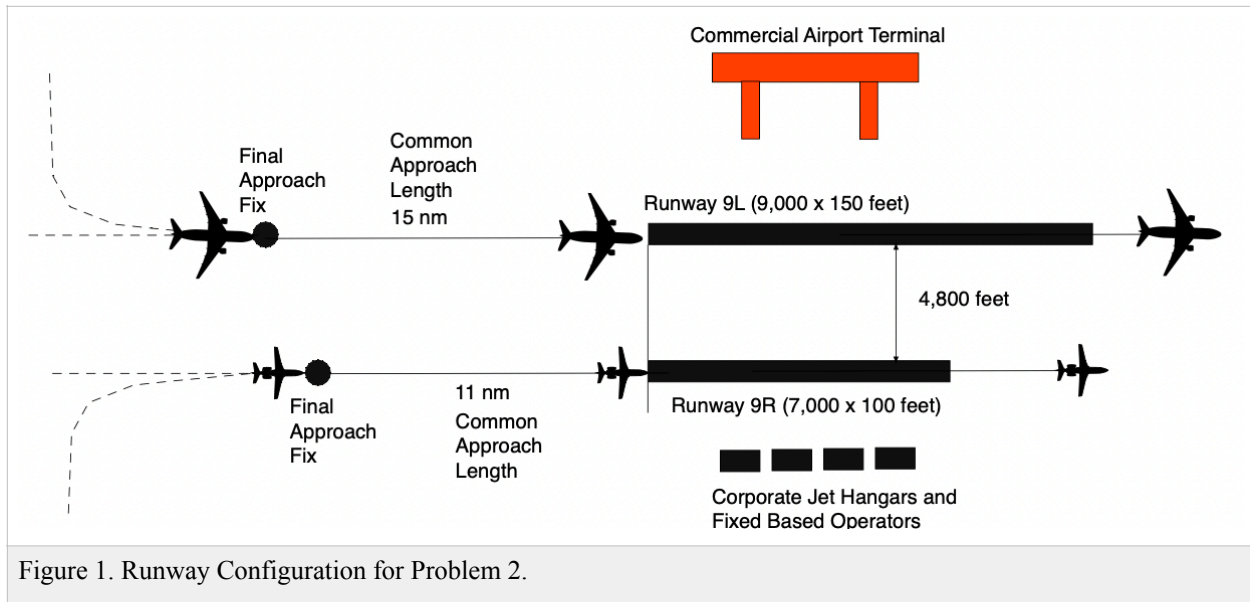 Commercial Airport Terminal
Final
Approach
Fix
Common
Approach
Length
15 nm
Runway 9L (9,000 x 150 feet)
4,800 feet
Final
Approach
Fix
11 nm
Common
Approach
Length
Runway 9R (7,000 x 100 feet)
Corporate Jet Hangars and
Fixed Based Operators
Figure 1. Runway Configuration for Problem 2.